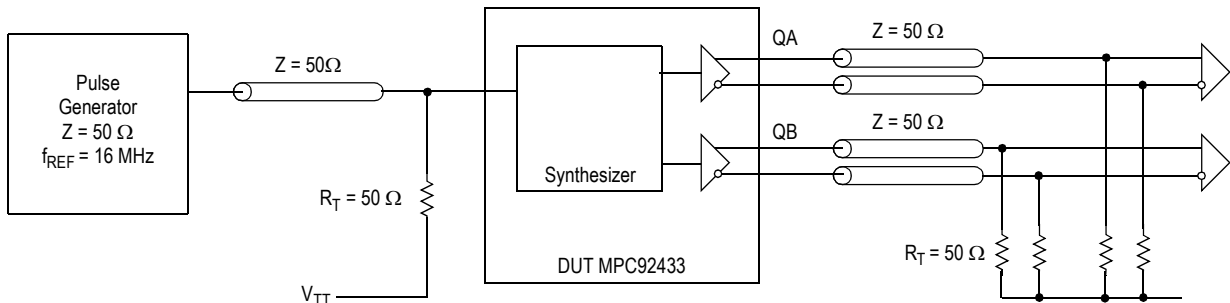 Pulse
Generator
Z = 50 Ω
fREF = 16 MHz
Z = 50Ω
RT = 50 Ω
VTT
Synthesizer
DUT MPC92433
QA
Z = 50 Ω
QB
Z = 50 Ω
RT = 50 Ω